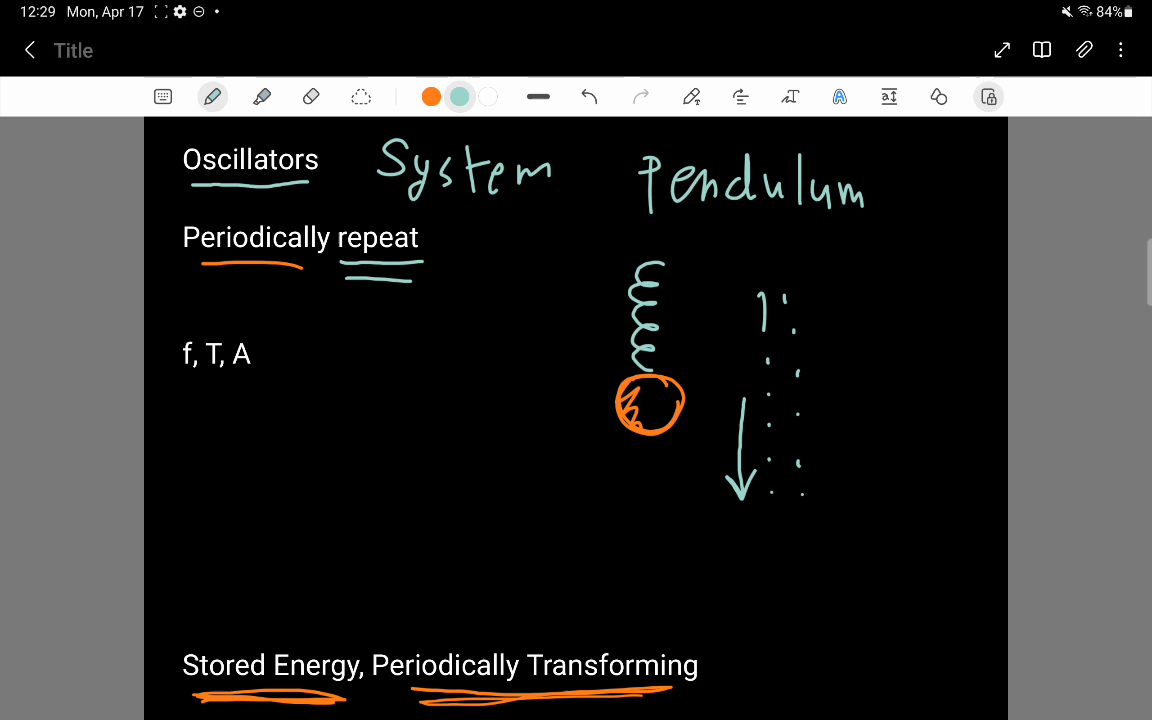 12:29 Mon, Apr 17
84%
Title
Oscillators System Pendulum
Periodically repeat
f, T, A
Stored Energy, Periodically Transforming